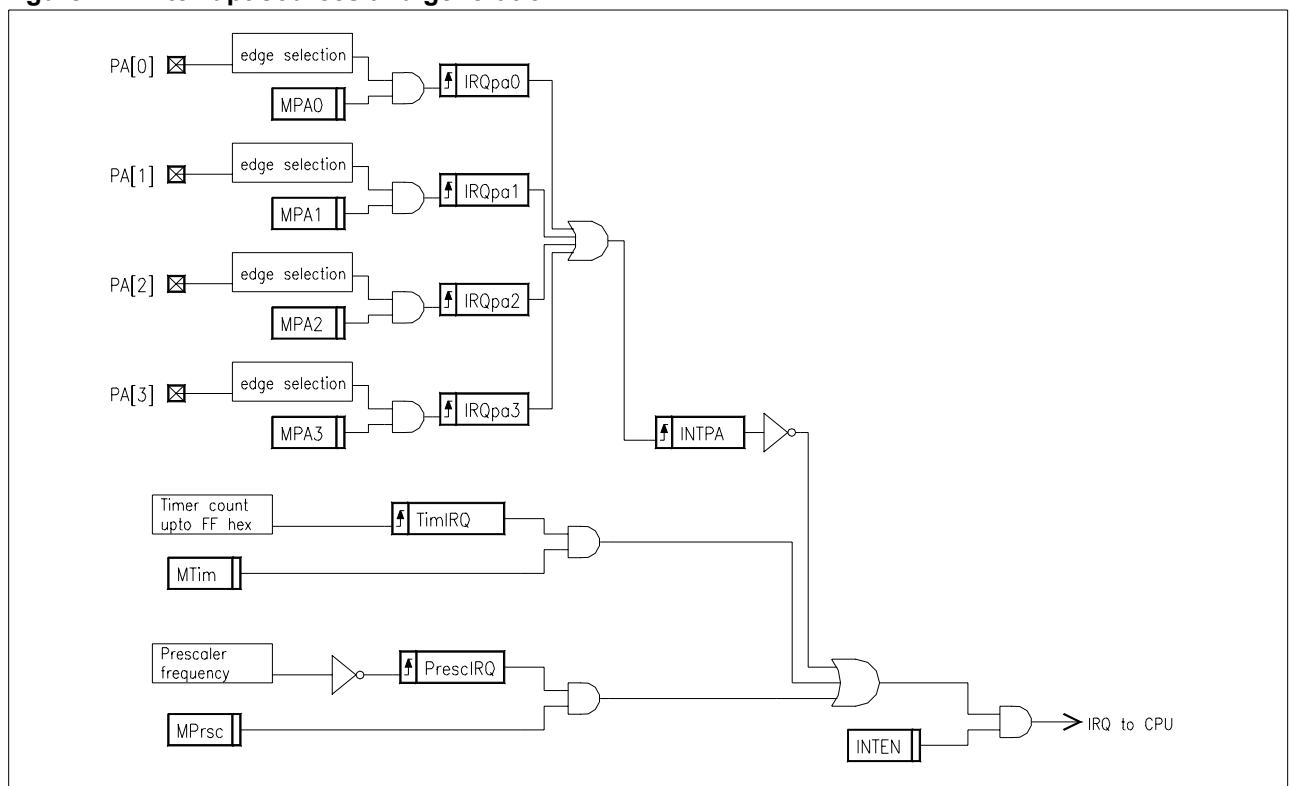 PA[0]
edge selection
MPA0
IRQpa0
PA[1]
edge selection
MPA1
IRQpa1
PA[2]
edge selection
MPA2
IRQpa2
PA[3]
edge selection
MPA3
IRQpa3
INTPA
Timer count
upto FF hex
TimIRQ
MTim
Prescaler
frequency
PrescIRQ
MPrsc
INTEN
IRQ to CPU